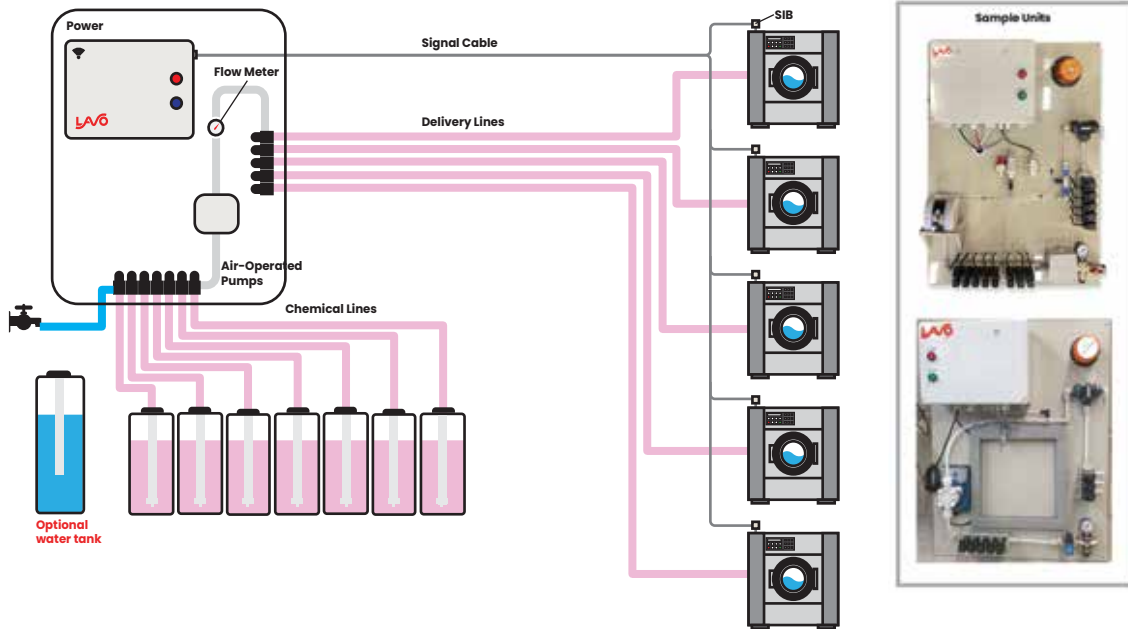 Power
LAVO
Flow Meter
Signal Cable
SIB
Delivery Lines
Air-Operated
Pumps
Chemical Lines
Optional
water tank
Sample Units
LAVO
LAVO